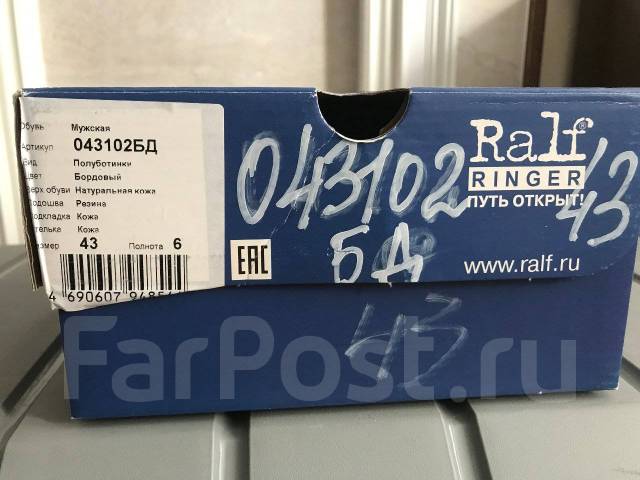 Обувь Мужская
Артикул 043102БД
Вид Полуботинки
Цвет Бордовый
Верх обуви Натуральная кожа
Подошва Резина
Подкладка Кожа
Стелька Кожа
Размер 43 Полнота 6
4 690607
EAC
043102
БД
43
Ralf®
RINGER
ПУТЬ ОТКРЫТ!
43
www.ralf.ru
FarPost.ru